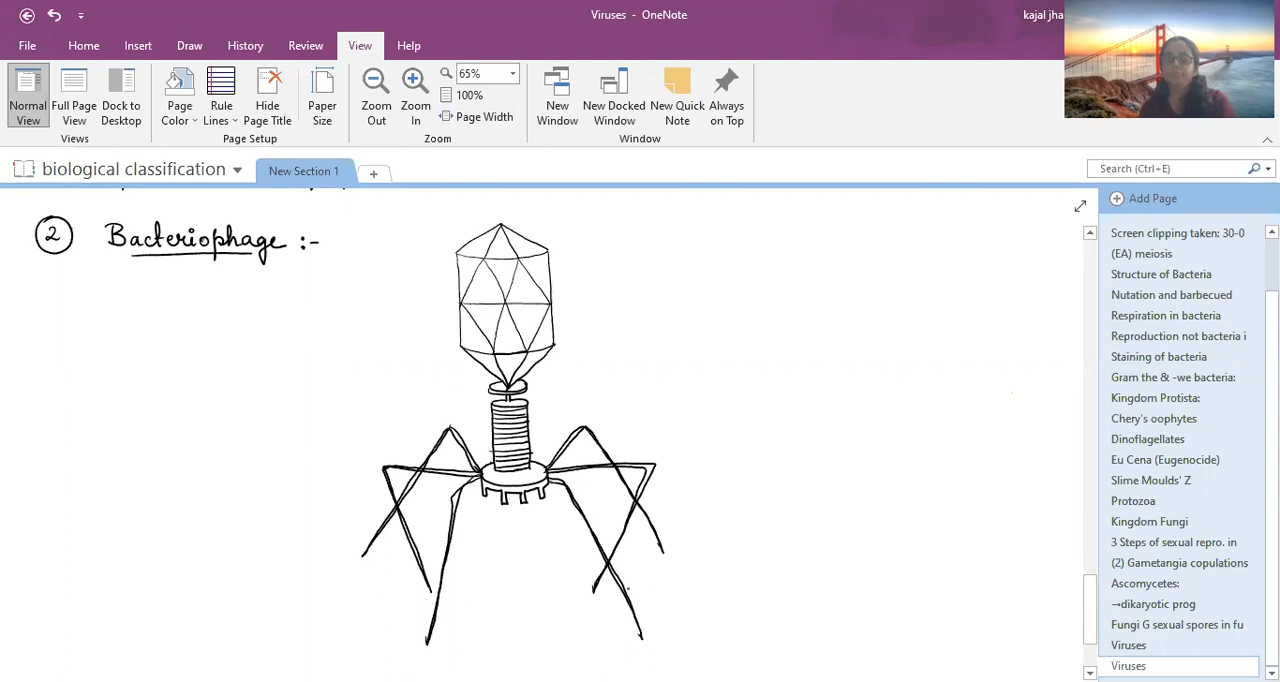 Viruses - OneNote
kajal jha
File Home Insert Draw History Review View Help
65%
100%
Page Width
Normal View
Full Page View
Dock to Desktop
Page Color
Rule Lines
Hide Page Title
Paper Size
Zoom Out
Zoom In
New Window
New Docked Window
New Quick Note
Always on Top
Views
Page Setup
Zoom
Window
biological classification
New Section 1
Search (Ctrl+E)
2 Bacteriophage :-
Add Page
Screen clipping taken: 30-0
(EA) meiosis
Structure of Bacteria
Nutation and barbecued
Respiration in bacteria
Reproduction not bacteria i
Staining of bacteria
Gram the & -we bacteria:
Kingdom Protista:
Chery's oophytes
Dinoflagellates
Eu Cena (Eugenocide)
Slime Moulds' Z
Protozoa
Kingdom Fungi
3 Steps of sexual repro. in
(2) Gametangia copulations
Ascomycetes:
→dikaryotic prog
Fungi G sexual spores in fu
Viruses
Viruses